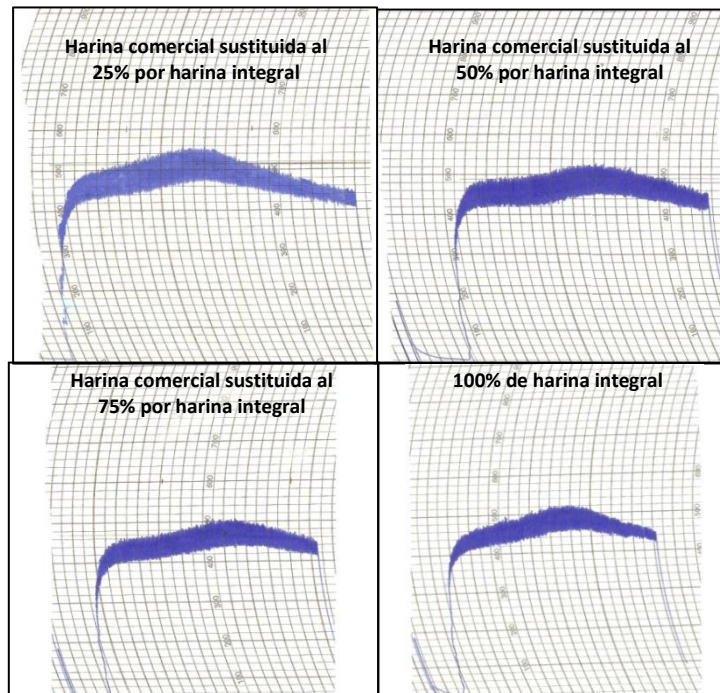 Harina comercial sustituida al
25% por harina integral
Harina comercial sustituida al
50% por harina integral
Harina comercial sustituida al
75% por harina integral
100% de harina integral